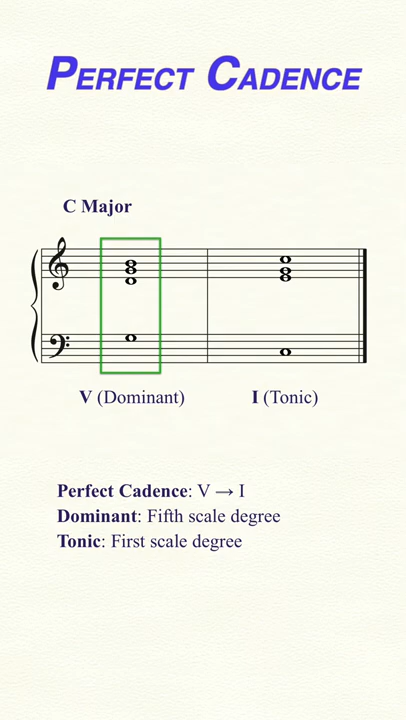 PERFECT CADENCE
C Major
V (Dominant)
I (Tonic)
Perfect Cadence: V → I
Dominant: Fifth scale degree
Tonic: First scale degree